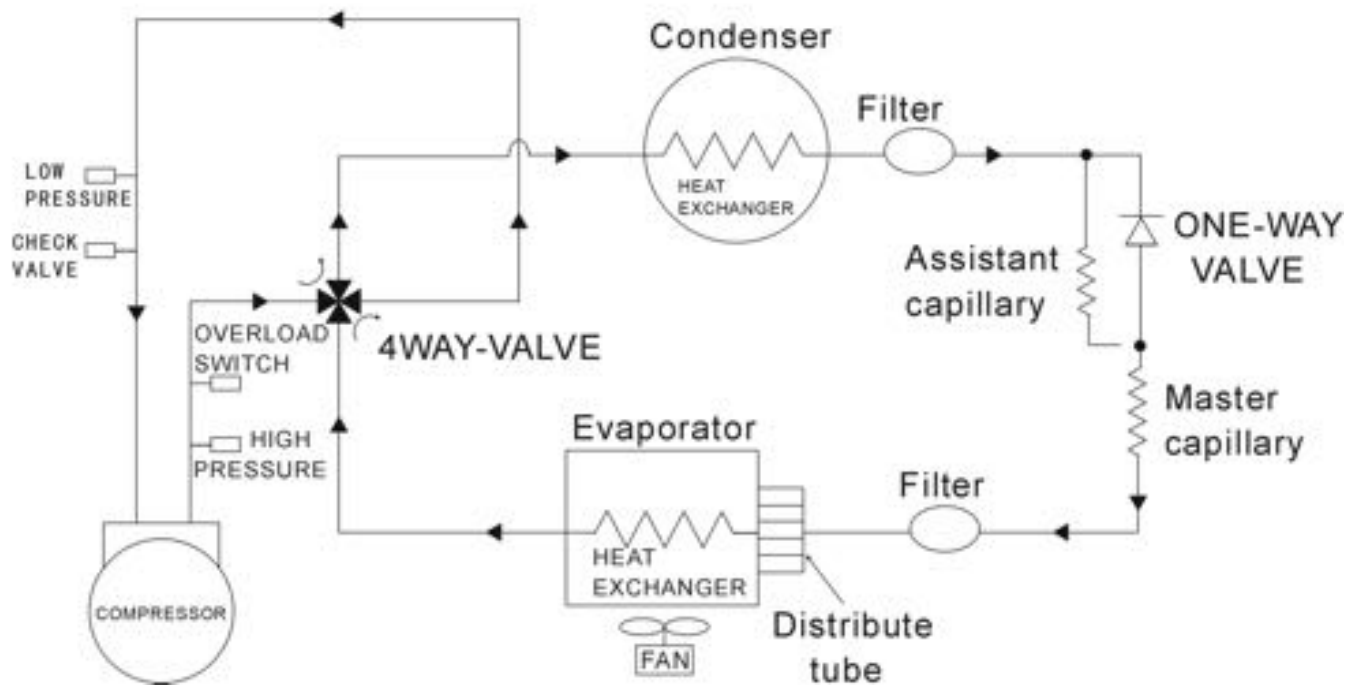 Condenser
Filter
HEAT
EXCHANGER
LOW
PRESSURE
CHECK
VALVE
ONE-WAY
VALVE
Assistant
capillary
OVERLOAD
SWITCH
4WAY-VALVE
HIGH
PRESSURE
Master
capillary
Evaporator
Filter
HEAT
EXCHANGER
COMPRESSOR
FAN
Distribute
tube